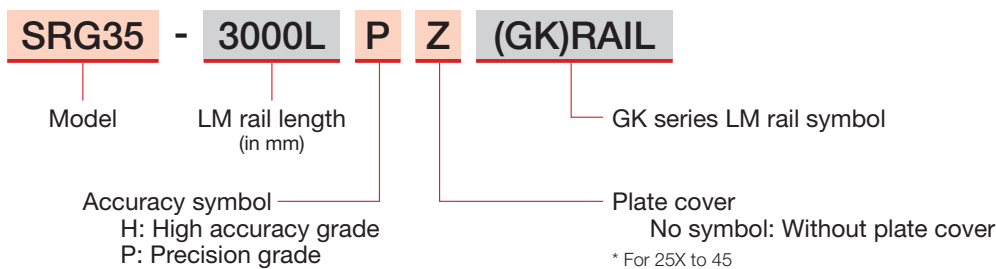 SRG35 - 3000L P Z (GK)RAIL
Model
LM rail length
(in mm)
GK series LM rail symbol
Accuracy symbol
H: High accuracy grade
P: Precision grade
Plate cover
No symbol: Without plate cover
* For 25X to 45